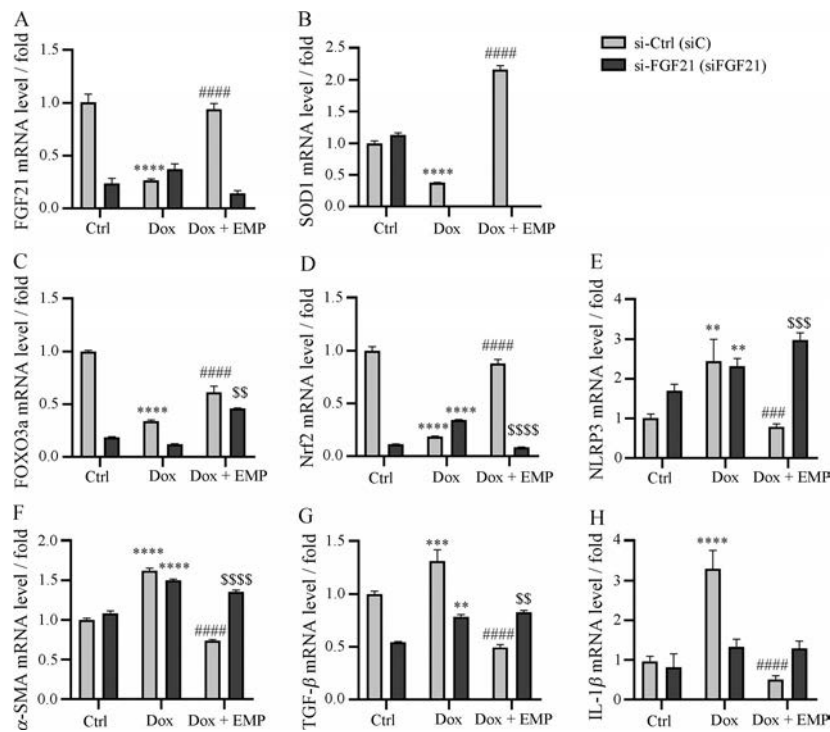 A
FGF21 mRNA level / fold
1.5
1.0
0.5
0.0
****
####
Ctrl
Dox
Dox + EMP
B
SOD1 mRNA level / fold
2.5
2.0
1.5
1.0
0.5
0.0
****
####
Ctrl
Dox
Dox + EMP
si-Ctrl (siC)
si-FGF21 (siFGF21)
C
FOXO3a mRNA level / fold
1.5
1.0
0.5
0.0
****
####
$$
Ctrl
Dox
Dox + EMP
D
Nrf2 mRNA level / fold
1.5
1.0
0.5
0.0
****
****
####
$$$$
Ctrl
Dox
Dox + EMP
E
NLRP3 mRNA level / fold
4
3
2
1
0
**
**
###
$$$
Ctrl
Dox
Dox + EMP
F
α-SMA mRNA level / fold
2.0
1.5
1.0
0.5
0.0
****
****
####
$$$$
Ctrl
Dox
Dox + EMP
G
TGF-β mRNA level / fold
1.5
1.0
0.5
0.0
***
**
####
$$
Ctrl
Dox
Dox + EMP
H
IL-1β mRNA level / fold
4
3
2
1
0
****
####
Ctrl
Dox
Dox + EMP